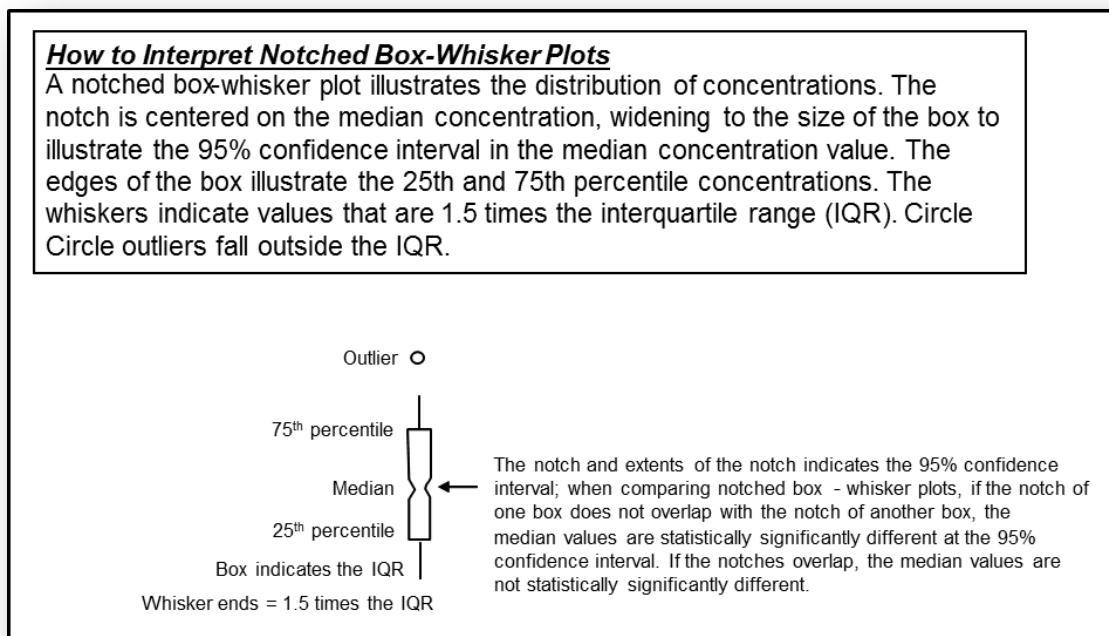 How to Interpret Notched Box-Whisker Plots
A notched box-whisker plot illustrates the distribution of concentrations. The
notch is centered on the median concentration, widening to the size of the box to
illustrate the 95% confidence interval in the median concentration value. The
edges of the box illustrate the 25th and 75th percentile concentrations. The
whiskers indicate values that are 1.5 times the interquartile range (IQR). Circle
Circle outliers fall outside the IQR.
Outlier
75th percentile
Median
25th percentile
Box indicates the IQR
Whisker ends = 1.5 times the IQR
The notch and extents of the notch indicates the 95% confidence
interval; when comparing notched box - whisker plots, if the notch of
one box does not overlap with the notch of another box, the
median values are statistically significantly different at the 95%
confidence interval. If the notches overlap, the median values are
not statistically significantly different.